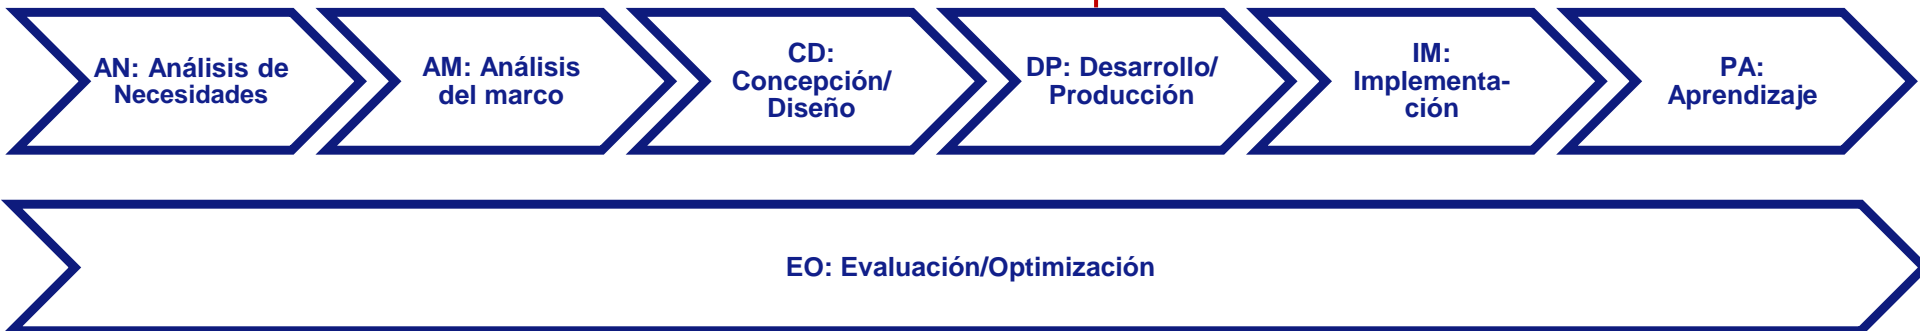 AN: Análisis de
Necesidades
AM: Análisis
del marco
CD:
Concepción/
Diseño
DP: Desarrollo/
Producción
IM:
Implementa-
ción
PA:
Aprendizaje
EO: Evaluación/Optimización